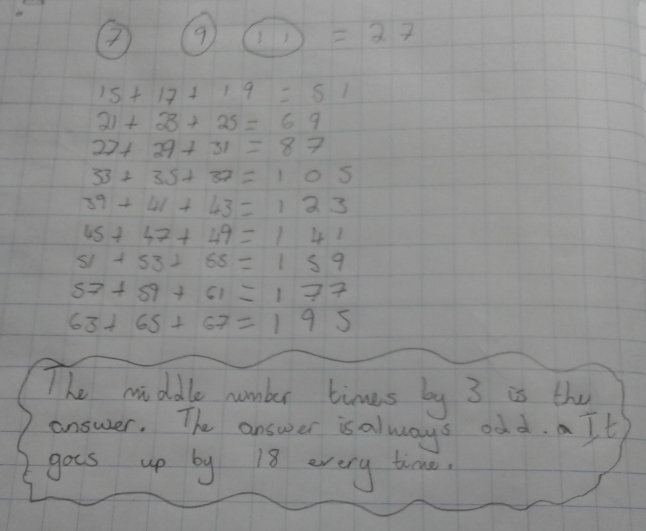 7 9 11 = 27
15 + 17 + 19 = 51
21 + 23 + 25 = 69
27 + 29 + 31 = 87
33 + 35 + 37 = 105
39 + 41 + 43 = 123
45 + 47 + 49 = 141
51 + 53 + 55 = 159
57 + 59 + 61 = 177
63 + 65 + 67 = 195
The middle number times by 3 is the
answer. The answer is always odd. a It
goes up by 18 every time.